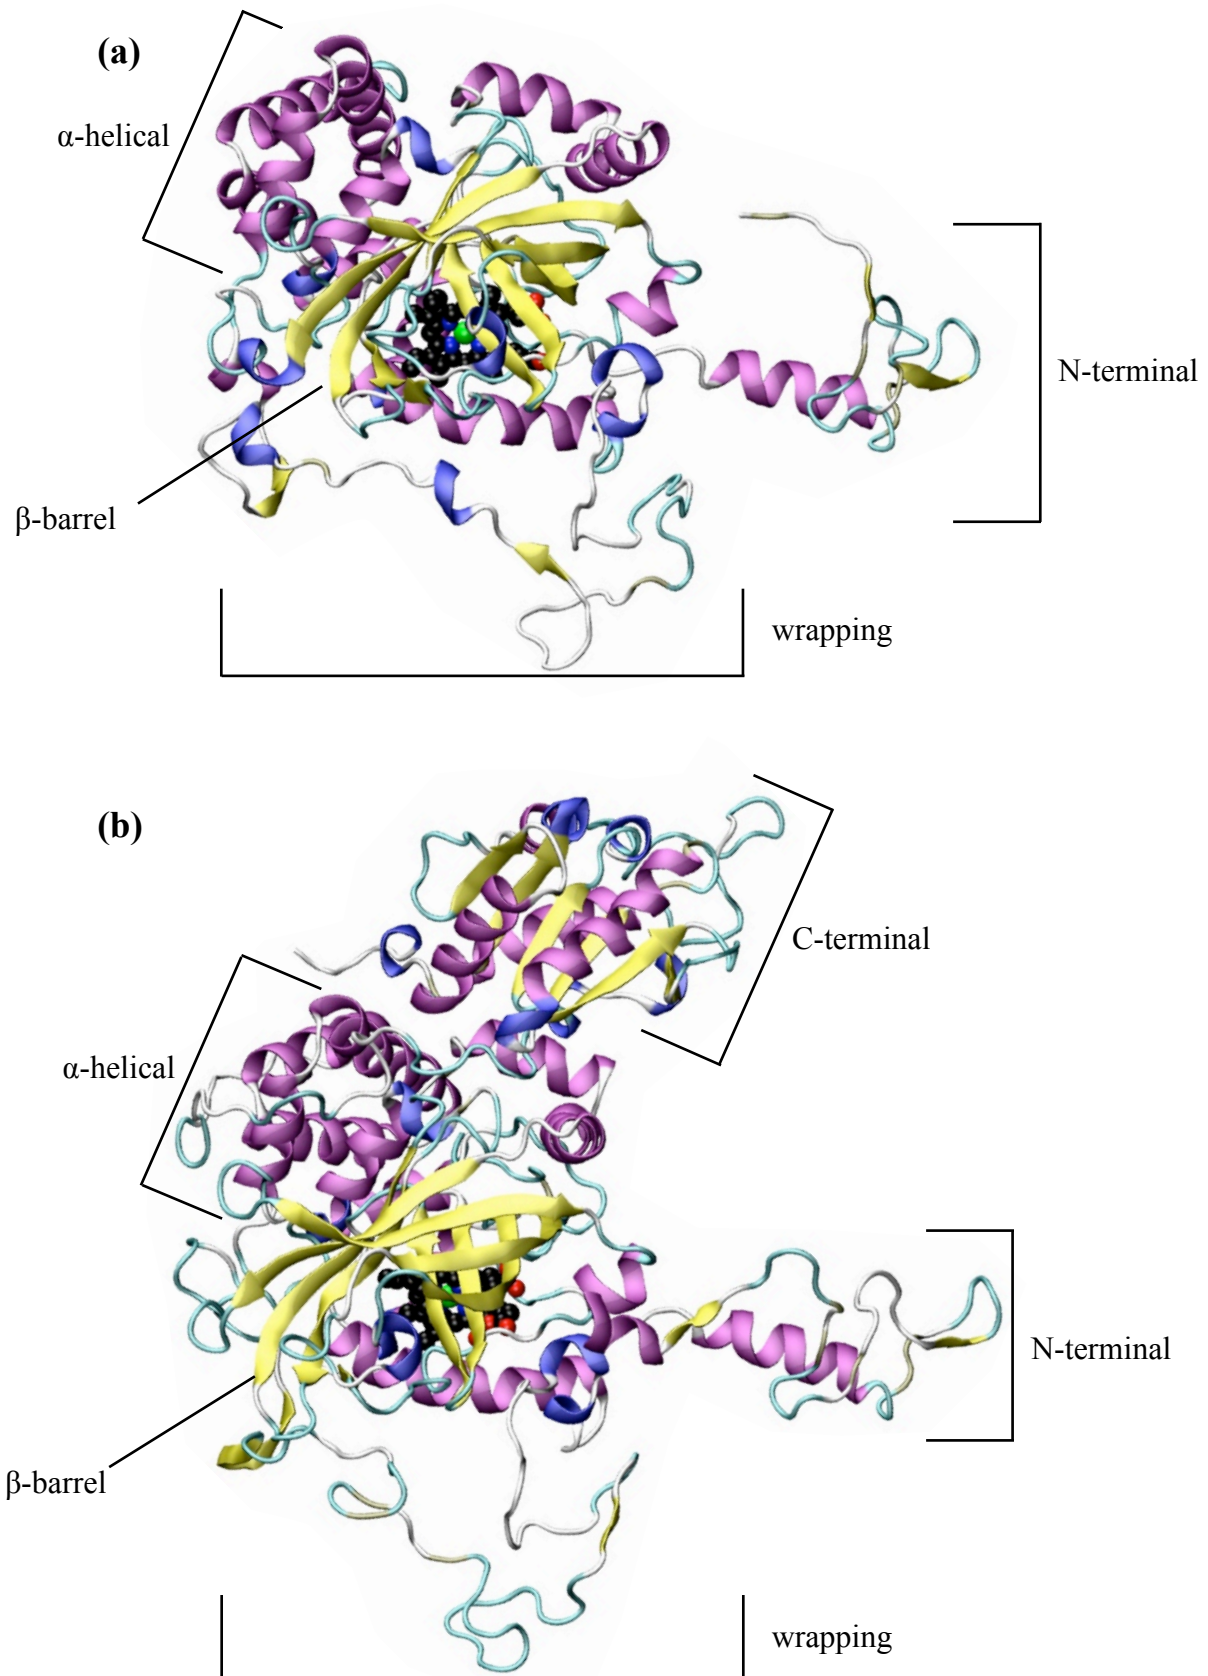 (a)
α-helical
N-terminal
β-barrel
wrapping
(b)
C-terminal
α-helical
N-terminal
β-barrel
wrapping